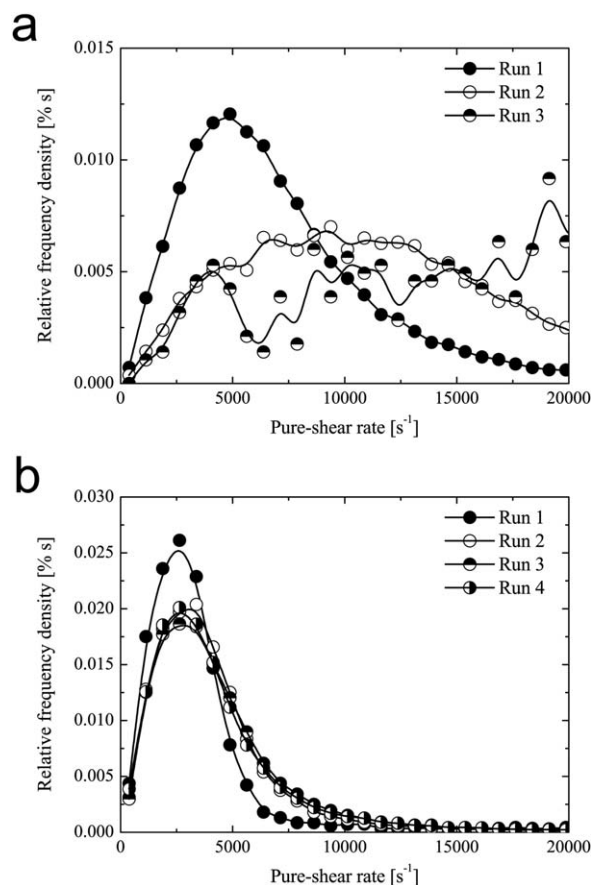 a
0.015
Run 1
Run 2
Run 3
0.010
0.005
0.000
Relative frequency density [% s]
0
5000
10000
15000
20000
Pure-shear rate [s⁻¹]
b
0.030
Run 1
Run 2
Run 3
Run 4
0.025
0.020
0.015
0.010
0.005
0.000
Relative frequency density [% s]
0
5000
10000
15000
20000
Pure-shear rate [s⁻¹]